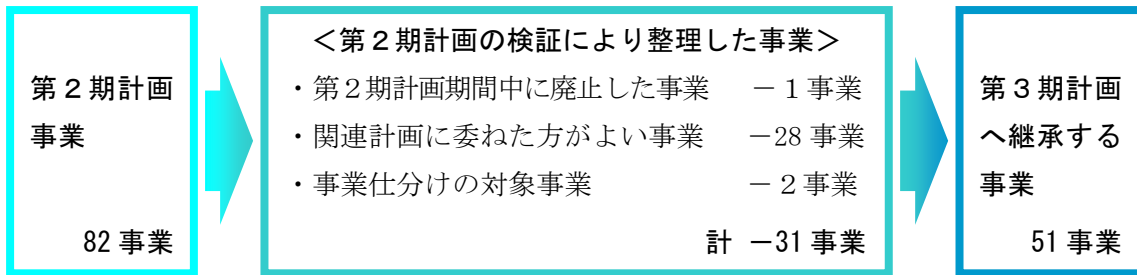 第２期計画
事業
82 事業
＜第２期計画の検証により整理した事業＞
・第２期計画期間中に廃止した事業　－１事業
・関連計画に委ねた方がよい事業　－28 事業
・事業仕分けの対象事業　－２事業
計 －31 事業
第３期計画
へ継承する
事業
51 事業